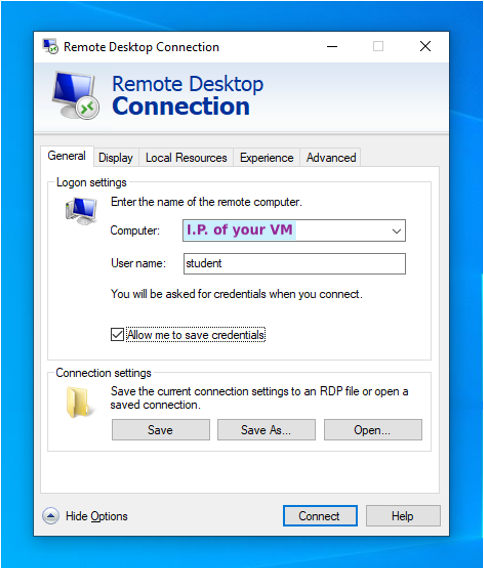 Remote Desktop Connection
Remote Desktop
Connection
General Display Local Resources Experience Advanced
Logon settings
Enter the name of the remote computer.
Computer: I.P. of your VM
User name: student
You will be asked for credentials when you connect.
Allow me to save credentials
Connection settings
Save the current connection settings to an RDP file or open a
saved connection.
Save Save As... Open...
Hide Options Connect Help